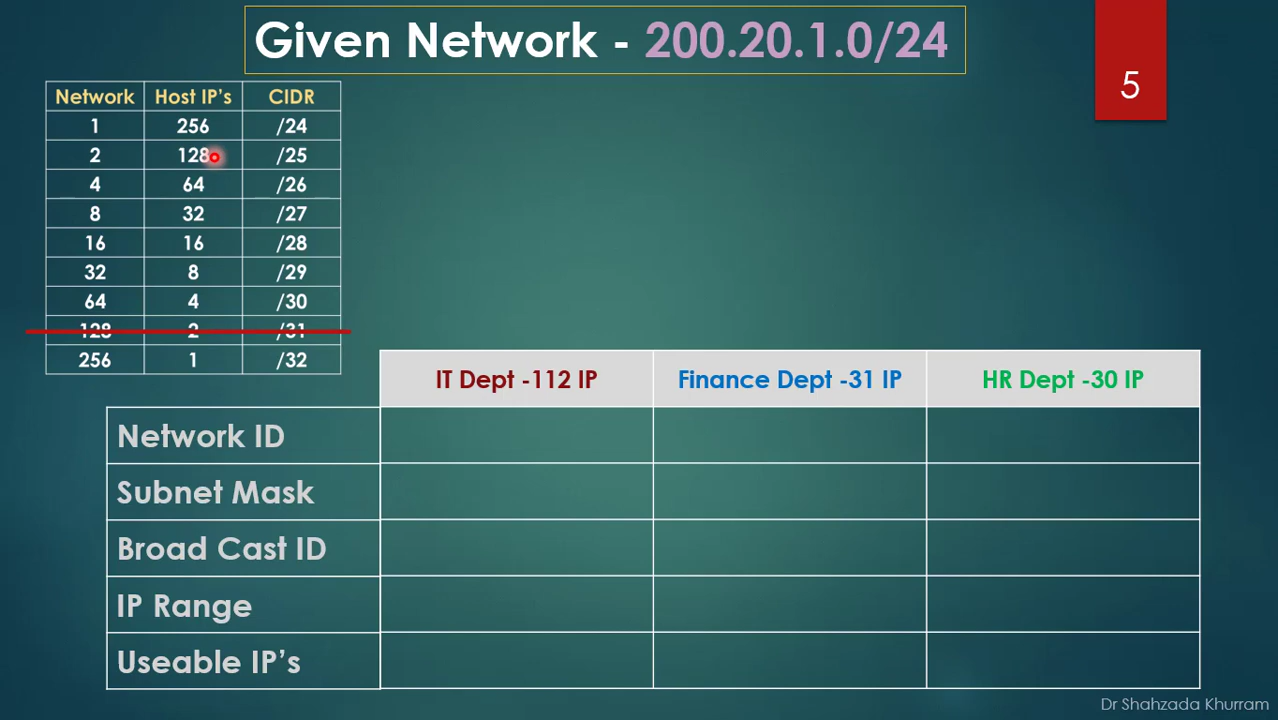 Given Network - 200.20.1.0/24
5
Network Host IP's CIDR
1 256 /24
2 128 /25
4 64 /26
8 32 /27
16 16 /28
32 8 /29
64 4 /30
128 2 /31
256 1 /32
IT Dept -112 IP Finance Dept -31 IP HR Dept -30 IP
Network ID
Subnet Mask
Broad Cast ID
IP Range
Useable IP's
Dr Shahzada Khurram